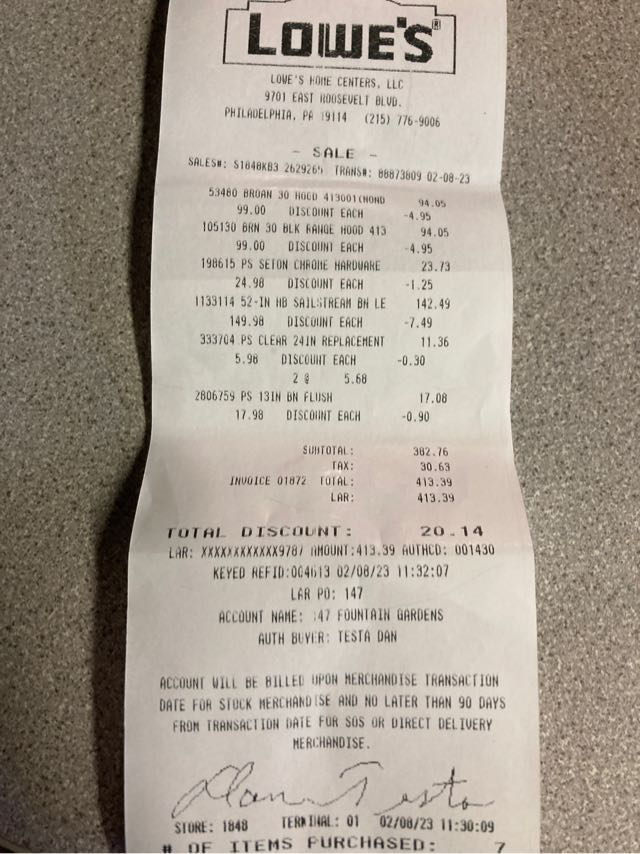 LOWE'S®
LOWE'S HOME CENTERS, LLC
9701 EAST ROOSEVELT BLVD.
PHILADELPHIA, PA 19114 (215) 776-9006
- SALE -
SALES#: S1848KB3 2629265 TRANS#: 88873809 02-08-23
53480 BROAN 30 HOOD 413001(NOND 94.05
99.00 DISCOUNT EACH -4.95
105130 BRN 30 BLK RANGE HOOD 413 94.05
99.00 DISCOUNT EACH -4.95
198615 PS SETON CHROME HARDWARE 23.73
24.98 DISCOUNT EACH -1.25
1133114 52-IN HB SAILSTREAM BN LE 142.49
149.98 DISCOUNT EACH -7.49
333704 PS CLEAR 24IN REPLACEMENT 11.36
5.98 DISCOUNT EACH -0.30
2 @ 5.68
2806759 PS 13IN BN FLUSH 17.08
17.98 DISCOUNT EACH -0.90
SUBTOTAL: 382.76
TAX: 30.63
INVOICE 01872 TOTAL: 413.39
LAR: 413.39
TOTAL DISCOUNT: 20.14
LAR: XXXXXXXXXXXX9787 AMOUNT:413.39 AUTHCD: 001430
KEYED REFID:004613 02/08/23 11:32:07
LAR PO: 147
ACCOUNT NAME: 147 FOUNTAIN GARDENS
AUTH BUYER: TESTA DAN
ACCOUNT WILL BE BILLED UPON MERCHANDISE TRANSACTION
DATE FOR STOCK MERCHANDISE AND NO LATER THAN 90 DAYS
FROM TRANSACTION DATE FOR SOS OR DIRECT DELIVERY
MERCHANDISE.
Dan Testa
STORE: 1848 TERMINAL: 01 02/08/23 11:30:09
# OF ITEMS PURCHASED: 7